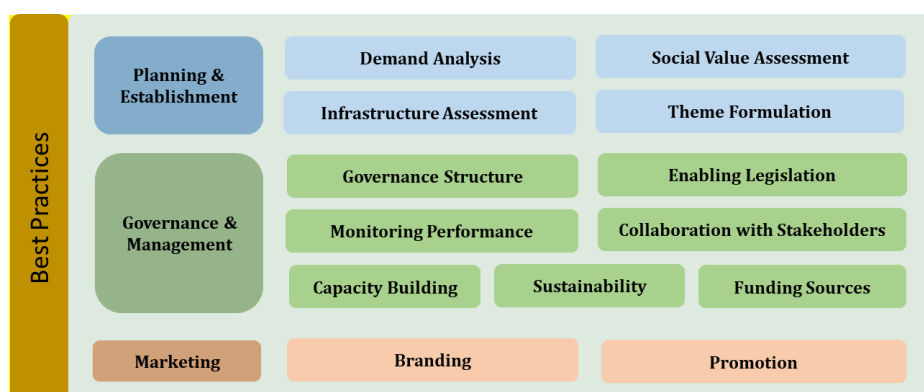 Best Practices
Planning &
Establishment
Demand Analysis
Social Value Assessment
Infrastructure Assessment
Theme Formulation
Governance &
Management
Governance Structure
Enabling Legislation
Monitoring Performance
Collaboration with Stakeholders
Capacity Building
Sustainability
Funding Sources
Marketing
Branding
Promotion